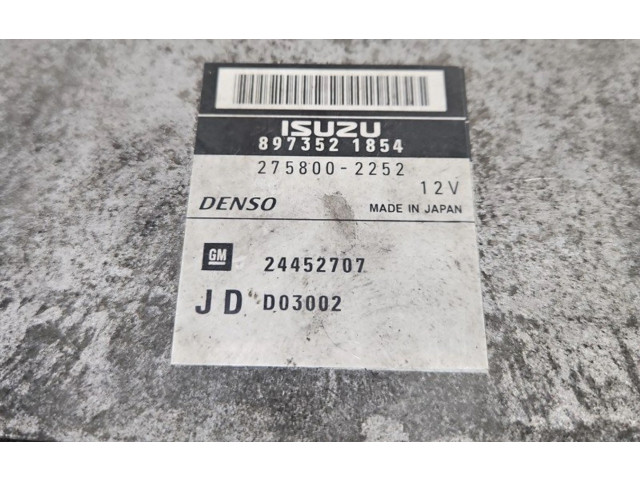 ISUZU
897352 1854
275800-2252
12V
DENSO MADE IN JAPAN
GM 24452707
JD D03002